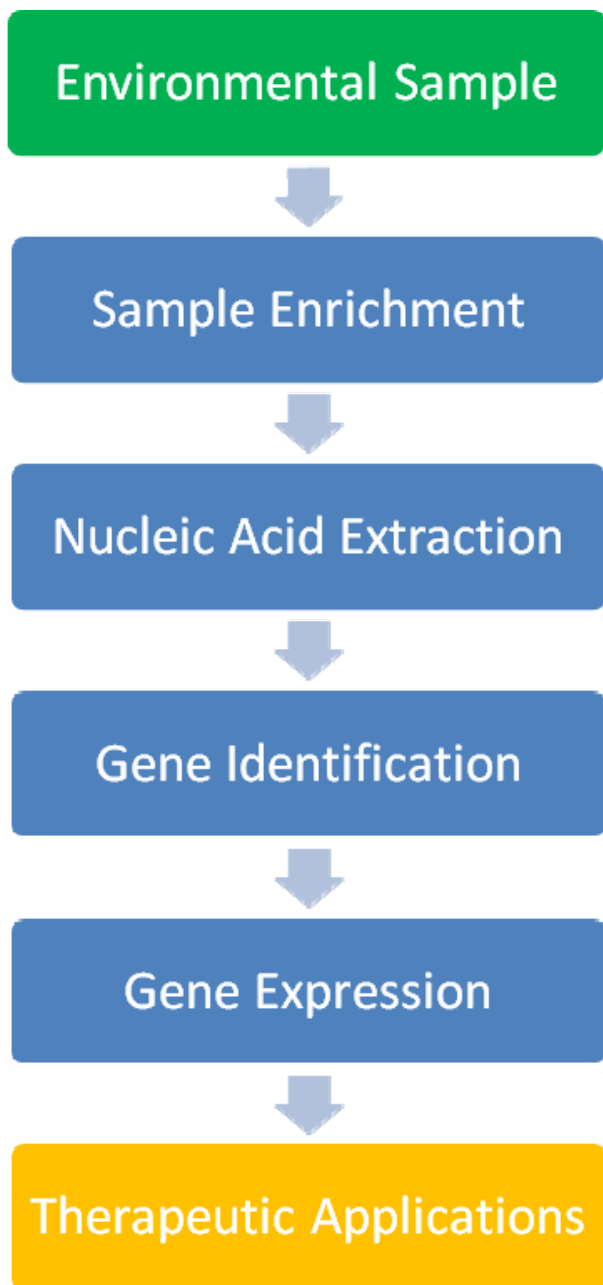 Environmental Sample
Sample Enrichment
Nucleic Acid Extraction
Gene Identification
Gene Expression
Therapeutic Applications